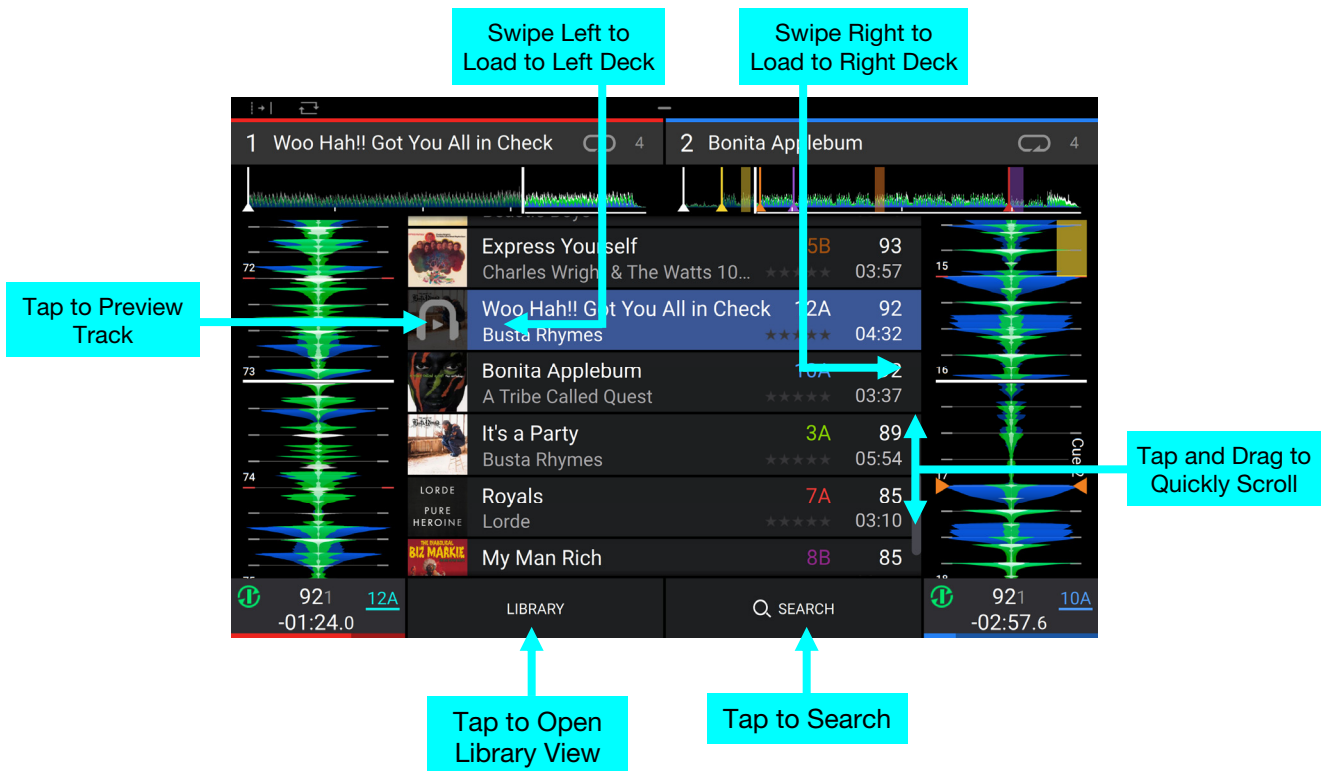 Swipe Left to
Load to Left Deck
Swipe Right to
Load to Right Deck
1 Woo Hah!! Got You All in Check 4
2 Bonita Applebum 4
Express Yourself 5B 93
Charles Wright & The Watts 10... 03:57
Woo Hah!! Got You All in Check 12A 92
Busta Rhymes 04:32
Bonita Applebum 10A
A Tribe Called Quest 03:37
It's a Party 3A 89
Busta Rhymes 05:54
LORDE
PURE
HEROINE
Royals 7A 85
Lorde 03:10
BIZ MARKIE
My Man Rich 8B 85
72
73
74
15
16
17
Tap to Preview
Track
Tap and Drag to
Quickly Scroll
921 12A
-01:24.0
LIBRARY
SEARCH
921 10A
-02:57.6
Tap to Open
Library View
Tap to Search